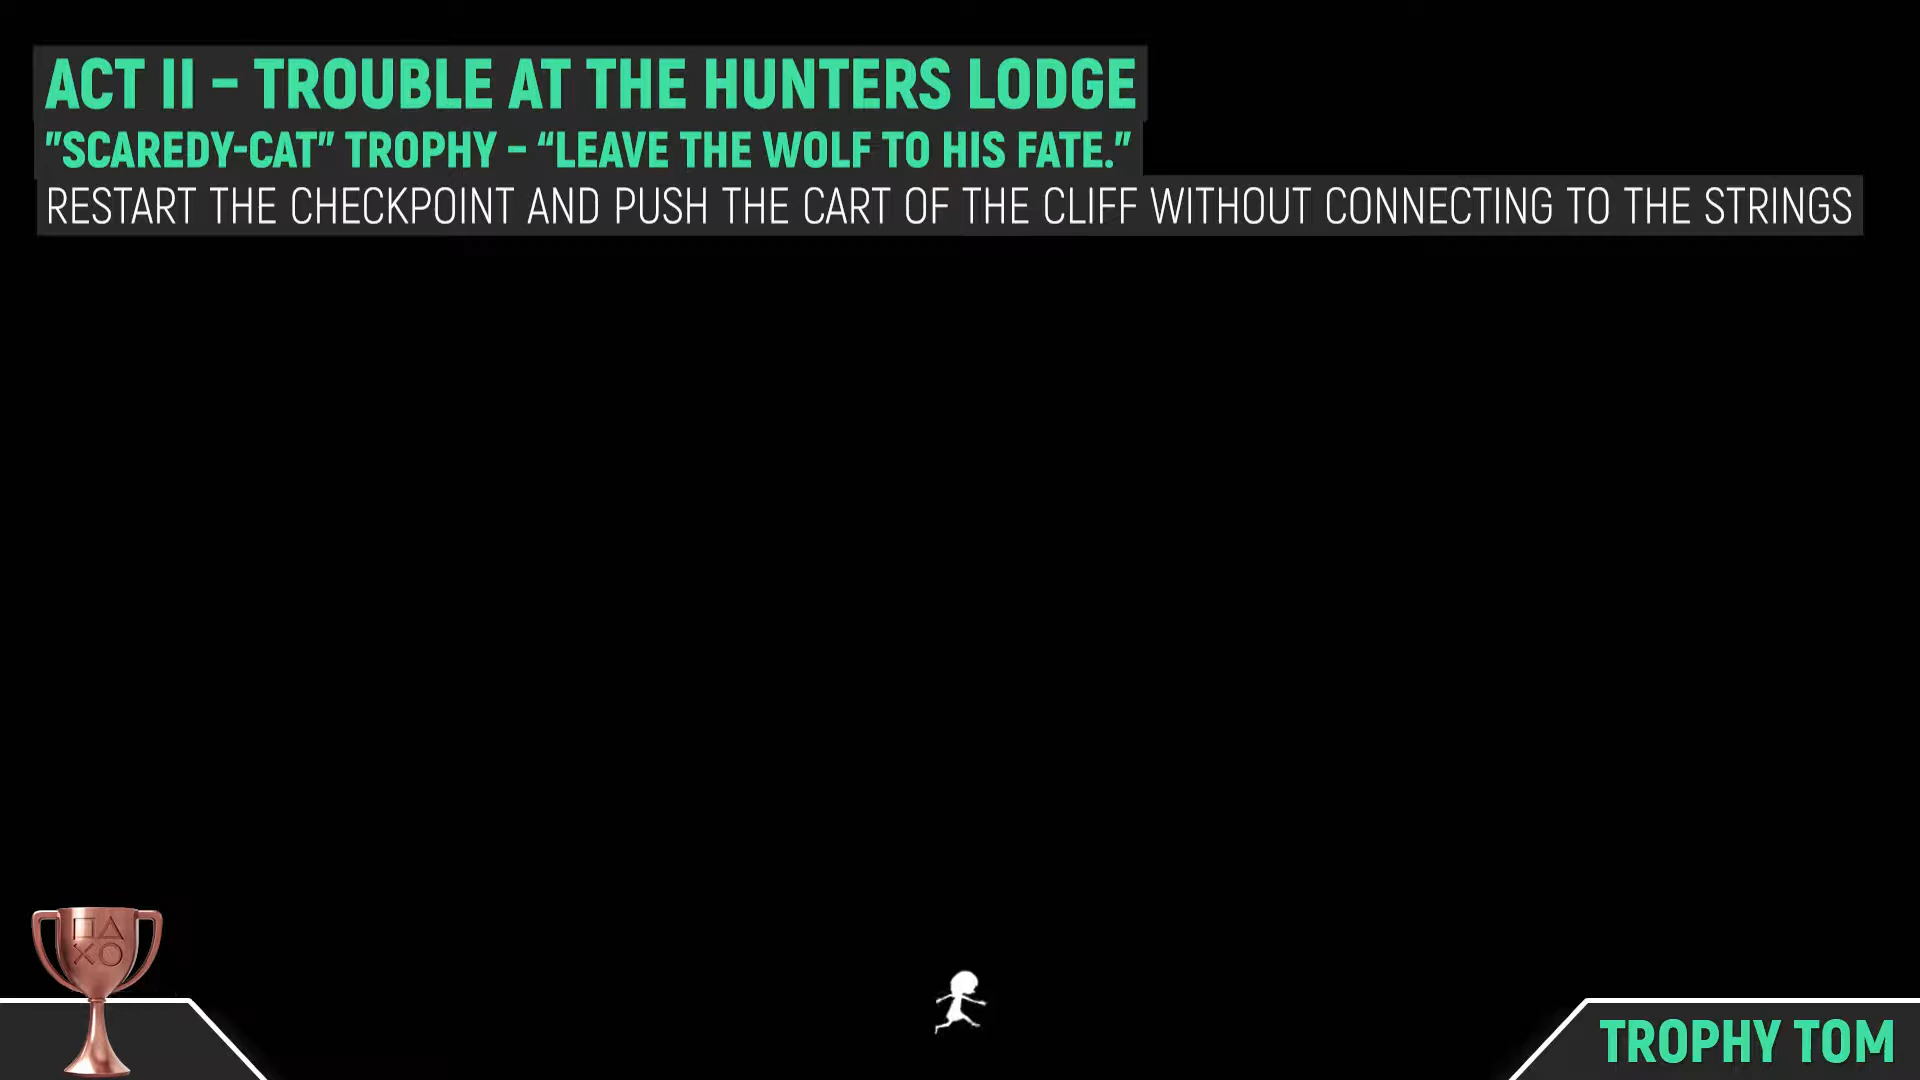 ACT II – TROUBLE AT THE HUNTERS LODGE
"SCAREDY-CAT" TROPHY – “LEAVE THE WOLF TO HIS FATE.”
RESTART THE CHECKPOINT AND PUSH THE CART OF THE CLIFF WITHOUT CONNECTING TO THE STRINGS
TROPHY TOM